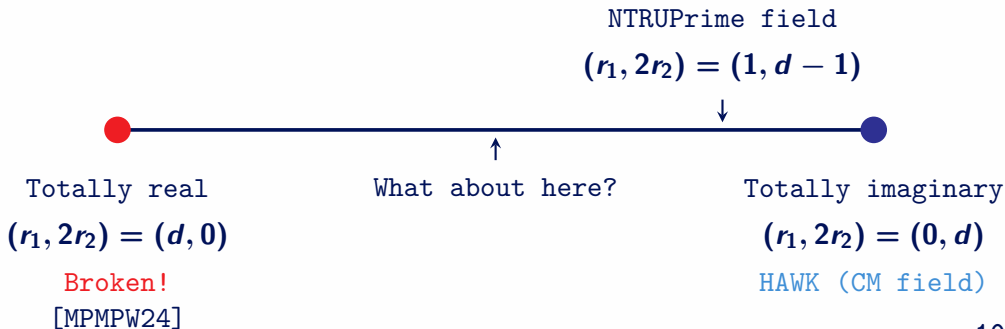 NTRUPrime field
(r₁, 2r₂) = (1, d − 1)
↓
↑
Totally real
What about here?
Totally imaginary
(r₁, 2r₂) = (d, 0)
(r₁, 2r₂) = (0, d)
Broken!
HAWK (CM field)
[MPMPW24]